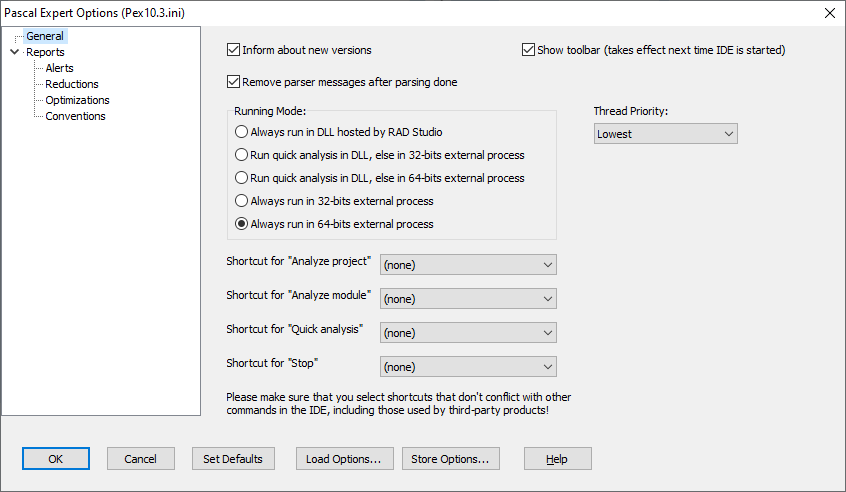 Pascal Expert Options (Pex10.3.ini)
General
Reports
Alerts
Reductions
Optimizations
Conventions
Inform about new versions
Show toolbar (takes effect next time IDE is started)
Remove parser messages after parsing done
Running Mode:
Always run in DLL hosted by RAD Studio
Run quick analysis in DLL, else in 32-bits external process
Run quick analysis in DLL, else in 64-bits external process
Always run in 32-bits external process
Always run in 64-bits external process
Thread Priority:
Lowest
Shortcut for "Analyze project" (none)
Shortcut for "Analyze module" (none)
Shortcut for "Quick analysis" (none)
Shortcut for "Stop" (none)
Please make sure that you select shortcuts that don't conflict with other
commands in the IDE, including those used by third-party products!
OK Cancel Set Defaults Load Options... Store Options... Help